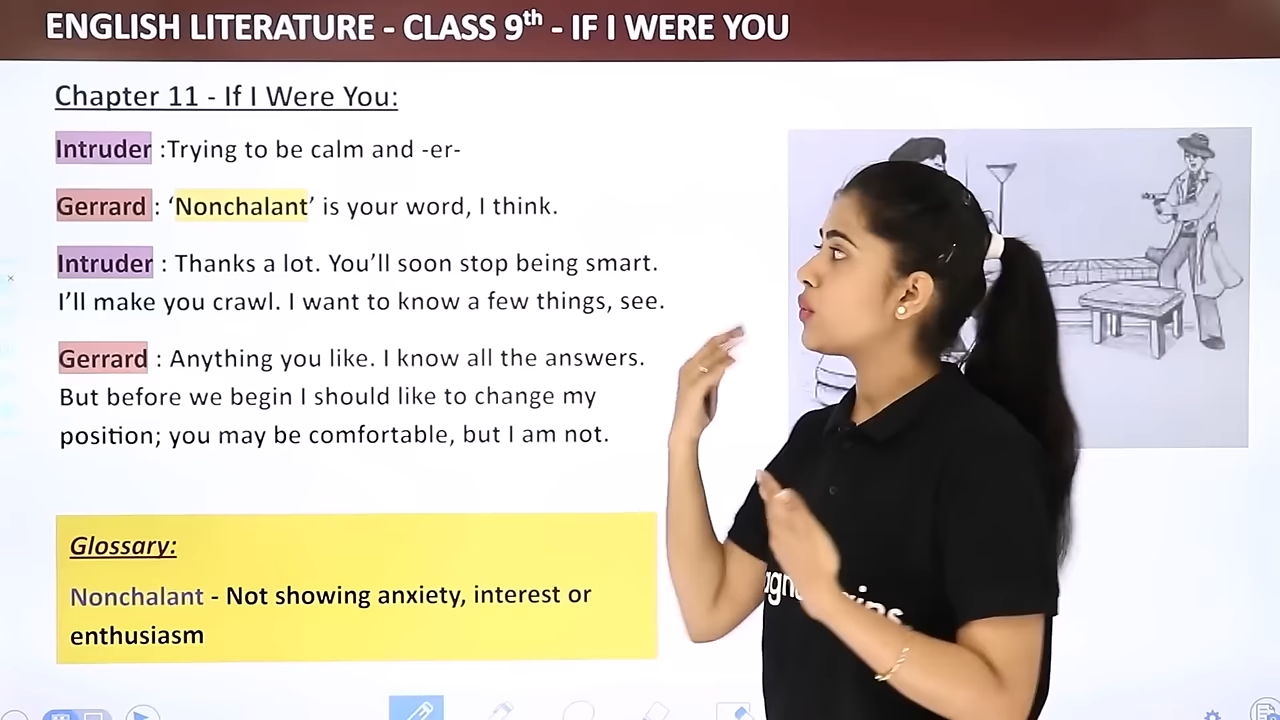 ENGLISH LITERATURE - CLASS 9th - IF I WERE YOU
Chapter 11 - If I Were You:
Intruder :Trying to be calm and -er-
Gerrard : ‘Nonchalant’ is your word, I think.
Intruder : Thanks a lot. You’ll soon stop being smart.
I’ll make you crawl. I want to know a few things, see.
Gerrard : Anything you like. I know all the answers.
But before we begin I should like to change my
position; you may be comfortable, but I am not.
Glossary:
Nonchalant - Not showing anxiety, interest or
enthusiasm